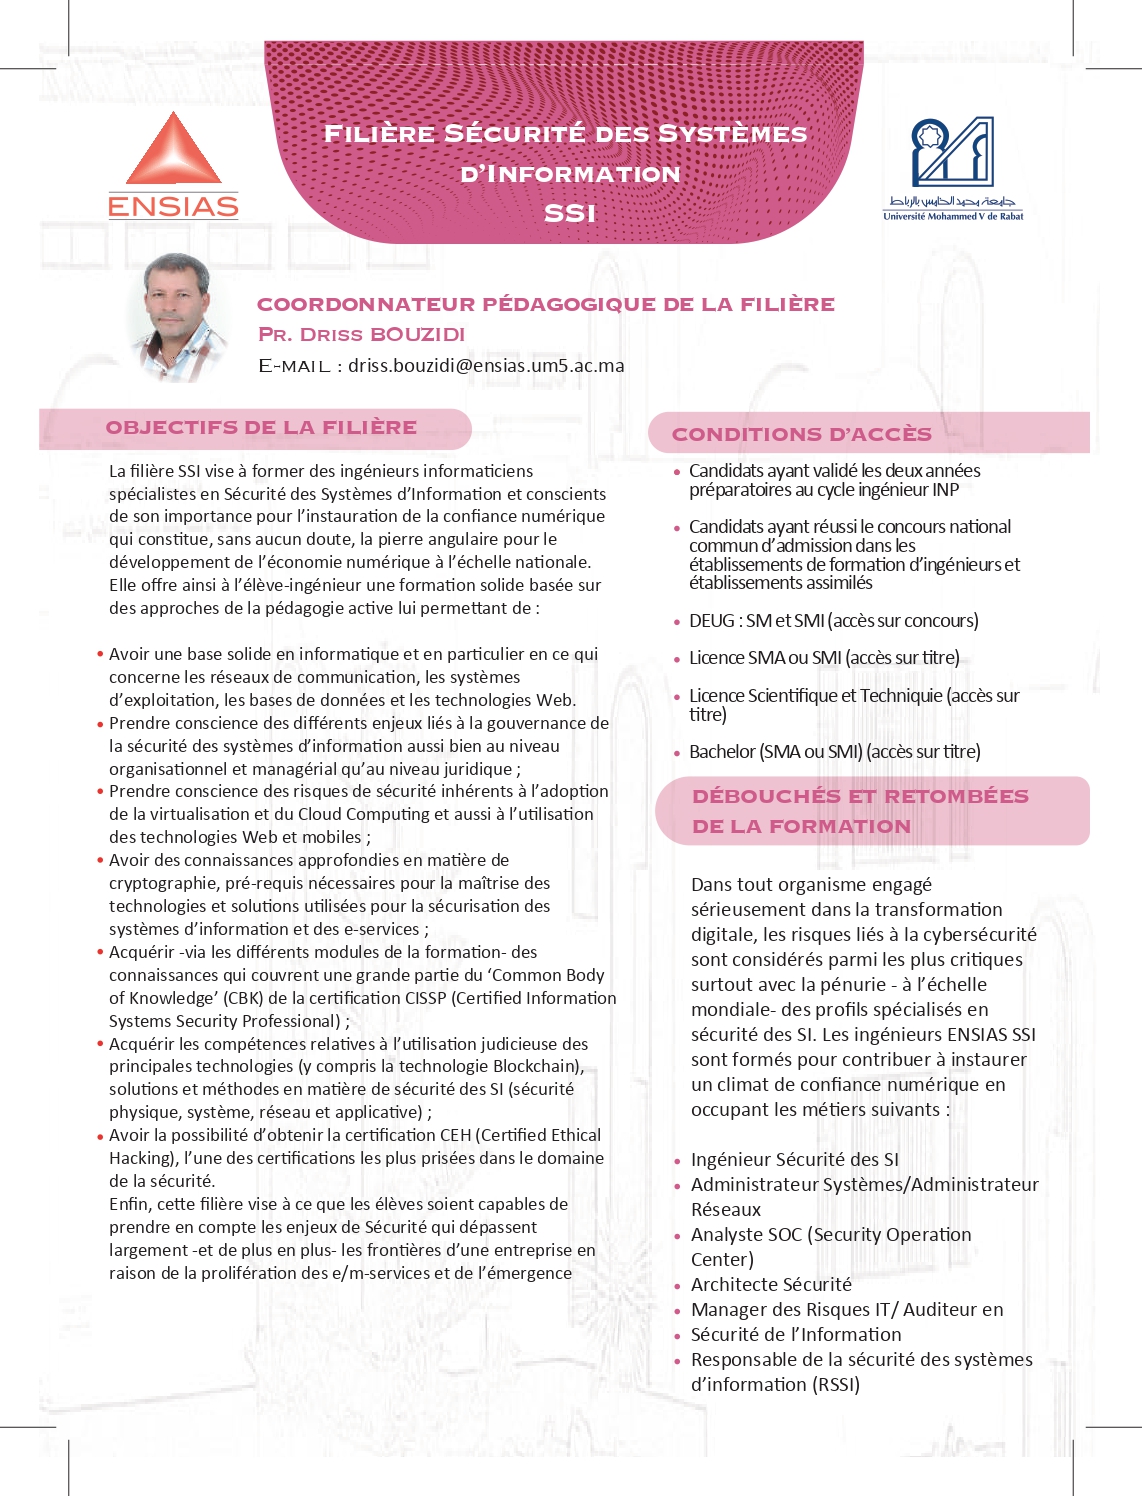 FILIÈRE SÉCURITÉ DES SYSTÈMES
D'INFORMATION
SSI
ENSIAS
جامعة محمد الخامس بالرباط
Université Mohammed V de Rabat
COORDONNATEUR PÉDAGOGIQUE DE LA FILIÈRE
PR. DRISS BOUZIDI
E-MAIL : driss.bouzidi@ensias.um5.ac.ma
OBJECTIFS DE LA FILIÈRE
La filière SSI vise à former des ingénieurs informaticiens
spécialistes en Sécurité des Systèmes d'Information et conscients
de son importance pour l'instauration de la confiance numérique
qui constitue, sans aucun doute, la pierre angulaire pour le
développement de l'économie numérique à l'échelle nationale.
Elle offre ainsi à l'élève-ingénieur une formation solide basée sur
des approches de la pédagogie active lui permettant de :
• Avoir une base solide en informatique et en particulier en ce qui
concerne les réseaux de communication, les systèmes
d'exploitation, les bases de données et les technologies Web.
• Prendre conscience des différents enjeux liés à la gouvernance de
la sécurité des systèmes d'information aussi bien au niveau
organisationnel et managérial qu'au niveau juridique ;
• Prendre conscience des risques de sécurité inhérents à l'adoption
de la virtualisation et du Cloud Computing et aussi à l'utilisation
des technologies Web et mobiles ;
• Avoir des connaissances approfondies en matière de
cryptographie, pré-requis nécessaires pour la maîtrise des
technologies et solutions utilisées pour la sécurisation des
systèmes d'information et des e-services ;
• Acquérir -via les différents modules de la formation- des
connaissances qui couvrent une grande partie du 'Common Body
of Knowledge' (CBK) de la certification CISSP (Certified Information
Systems Security Professional) ;
• Acquérir les compétences relatives à l'utilisation judicieuse des
principales technologies (y compris la technologie Blockchain),
solutions et méthodes en matière de sécurité des SI (sécurité
physique, système, réseau et applicative) ;
• Avoir la possibilité d'obtenir la certification CEH (Certified Ethical
Hacking), l'une des certifications les plus prisées dans le domaine
de la sécurité.
Enfin, cette filière vise à ce que les élèves soient capables de
prendre en compte les enjeux de Sécurité qui dépassent
largement -et de plus en plus- les frontières d'une entreprise en
raison de la prolifération des e/m-services et de l'émergence
CONDITIONS D'ACCÈS
• Candidats ayant validé les deux années
préparatoires au cycle ingénieur INP
• Candidats ayant réussi le concours national
commun d'admission dans les
établissements de formation d'ingénieurs et
établissements assimilés
• DEUG : SM et SMI (accès sur concours)
• Licence SMA ou SMI (accès sur titre)
• Licence Scientifique et Techniquie (accès sur
titre)
• Bachelor (SMA ou SMI) (accès sur titre)
DÉBOUCHÉS ET RETOMBÉES
DE LA FORMATION
Dans tout organisme engagé
sérieusement dans la transformation
digitale, les risques liés à la cybersécurité
sont considérés parmi les plus critiques
surtout avec la pénurie - à l'échelle
mondiale- des profils spécialisés en
sécurité des SI. Les ingénieurs ENSIAS SSI
sont formés pour contribuer à instaurer
un climat de confiance numérique en
occupant les métiers suivants :
• Ingénieur Sécurité des SI
• Administrateur Systèmes/Administrateur
Réseaux
• Analyste SOC (Security Operation
Center)
• Architecte Sécurité
• Manager des Risques IT/ Auditeur en
• Sécurité de l'Information
• Responsable de la sécurité des systèmes
d'information (RSSI)